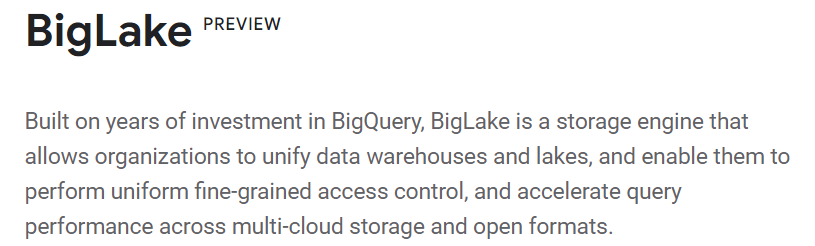 BigLake PREVIEW
Built on years of investment in BigQuery, BigLake is a storage engine that
allows organizations to unify data warehouses and lakes, and enable them to
perform uniform fine-grained access control, and accelerate query
performance across multi-cloud storage and open formats.